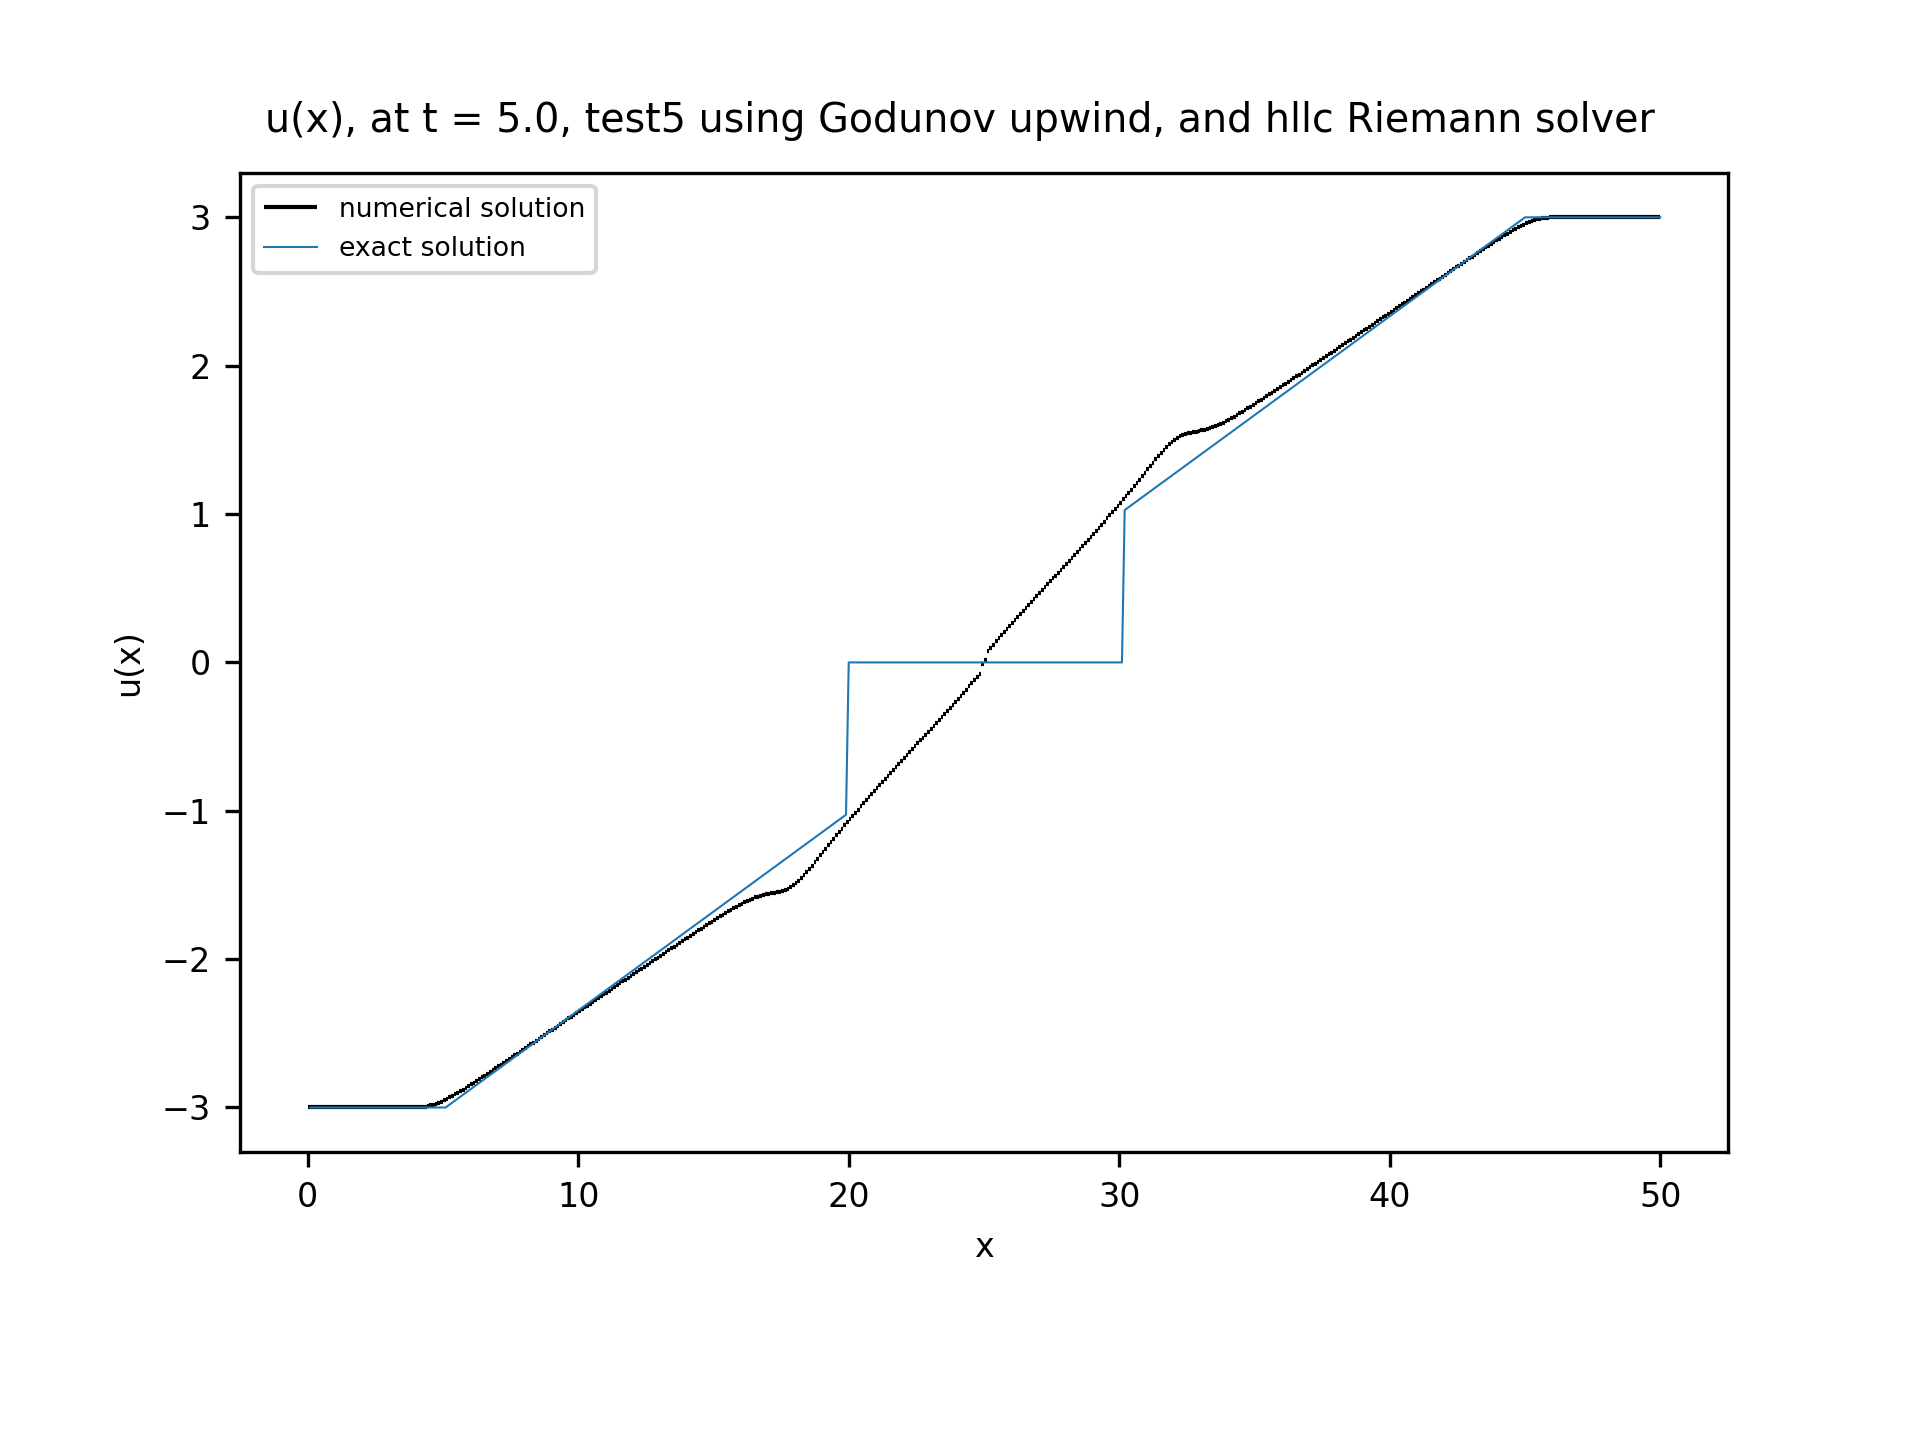 u(x), at t = 5.0, test5 using Godunov upwind, and hllc Riemann solver
numerical solution
exact solution
3
2
1
0
−1
−2
−3
u(x)
0 10 20 30 40 50
x